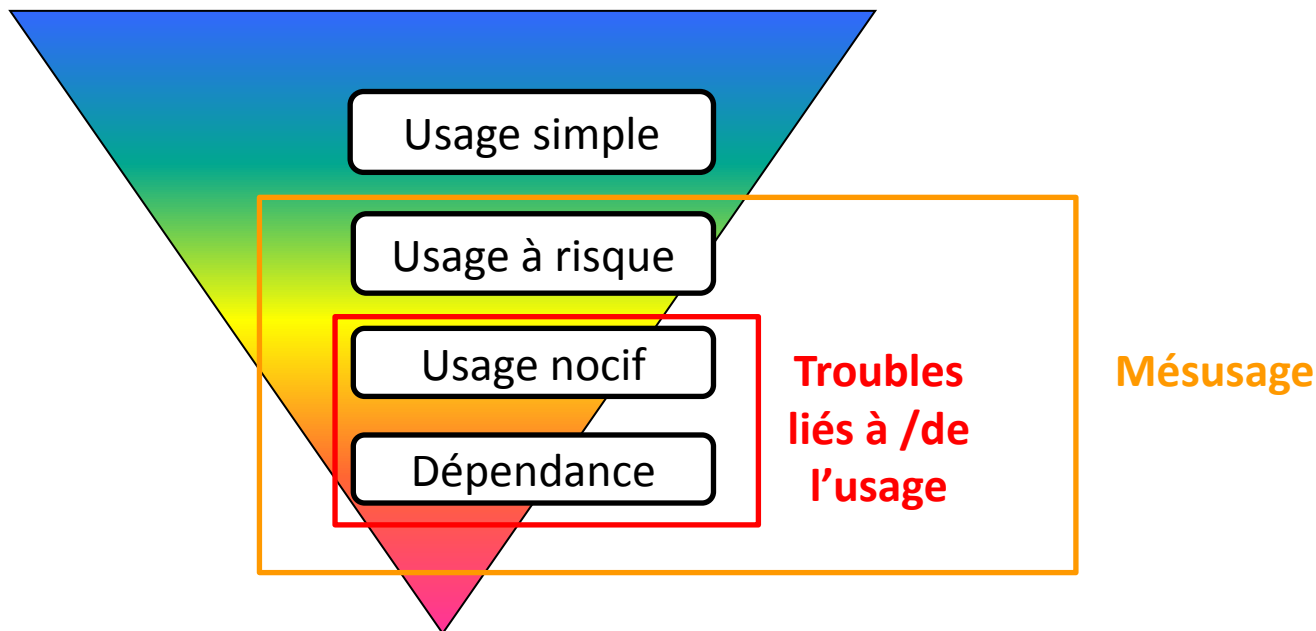 Usage simple
Usage à risque
Usage nocif
Dépendance
Troubles
liés à /de
l’usage
Mésusage